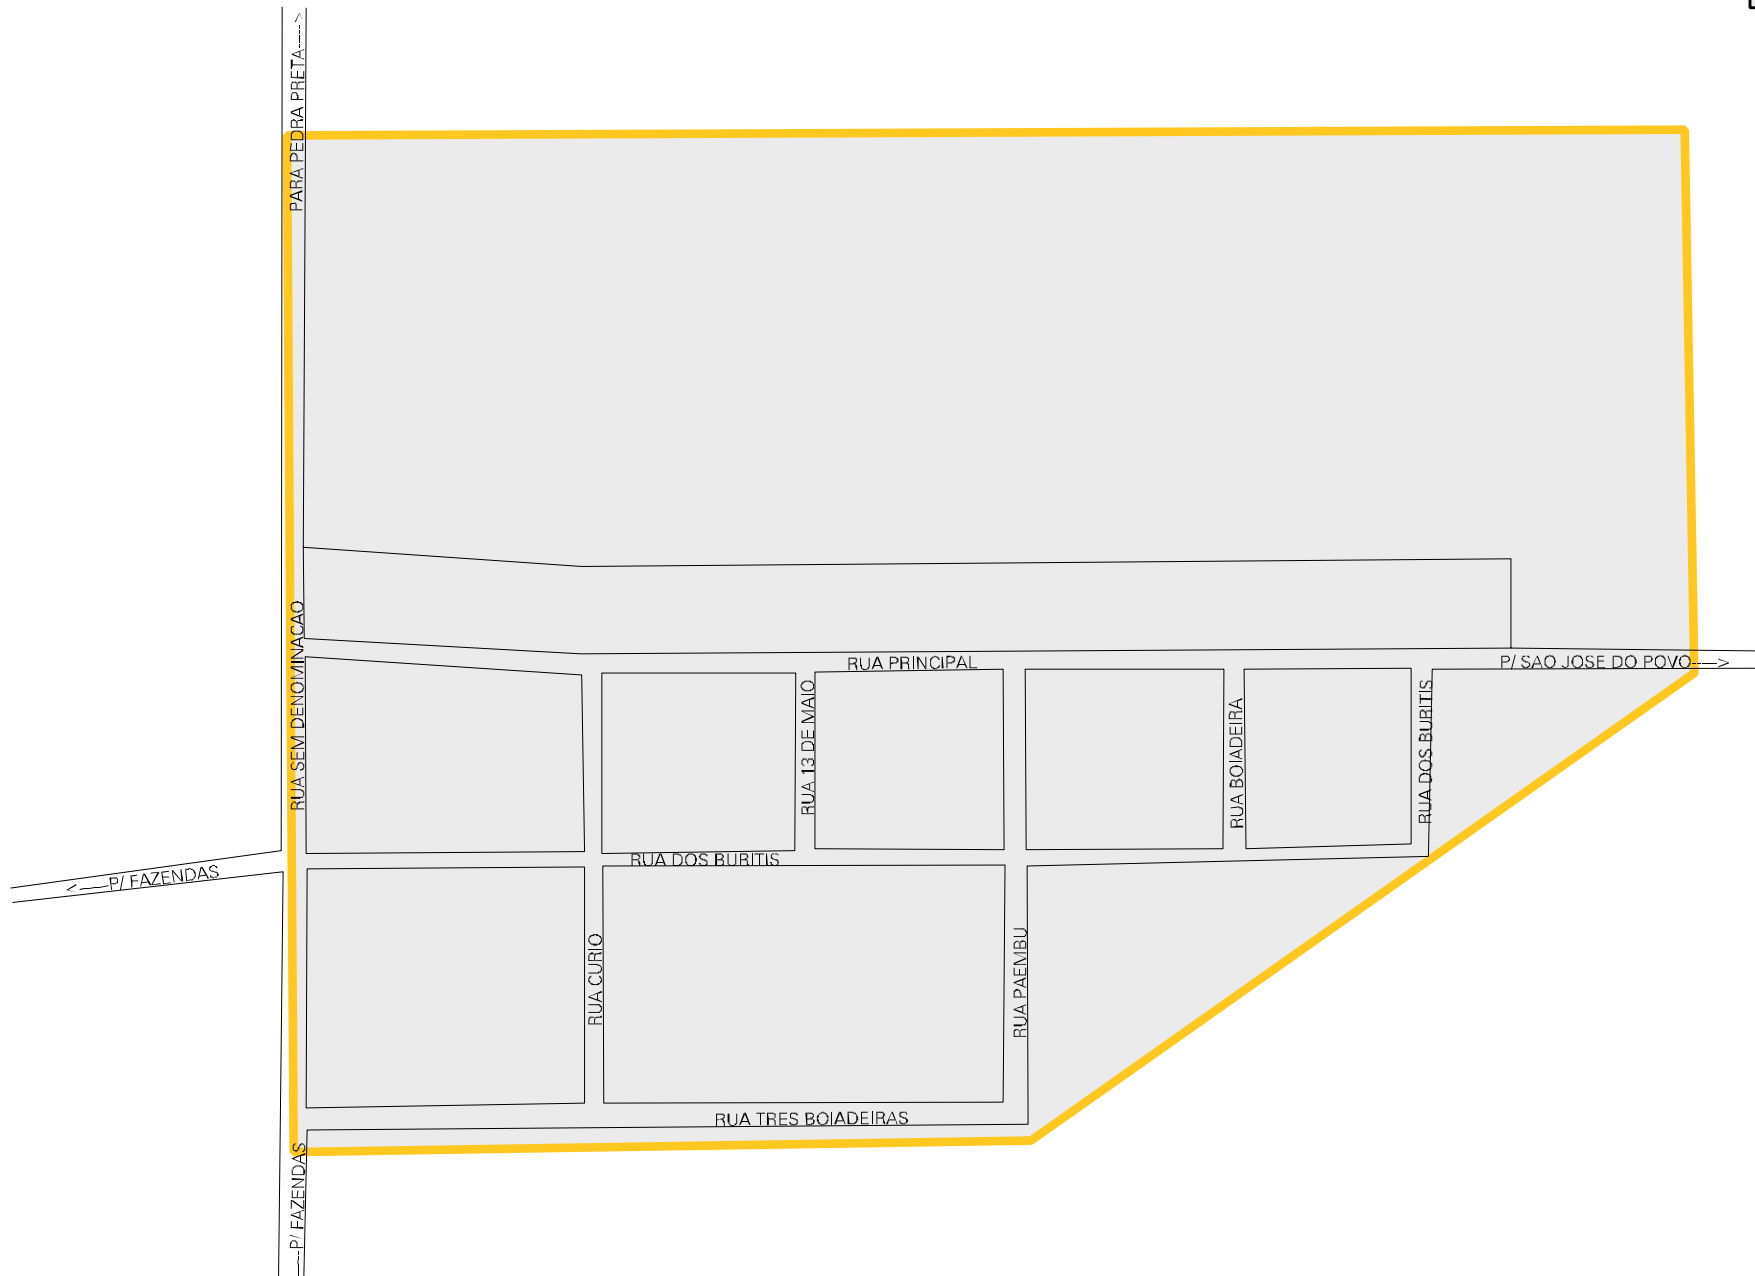 PARA PEDRA PRETA---->
RUA SEM DENOMINACAO
RUA PRINCIPAL
P/ SAO JOSE DO POVO---->
RUA 13 DE MAIO
RUA BOIADEIRA
RUA DOS BURITIS
RUA DOS BURITIS
<----P/ FAZENDAS
RUA CURIO
RUA PAEMBU
RUA TRES BOIADEIRAS
----P/ FAZENDAS